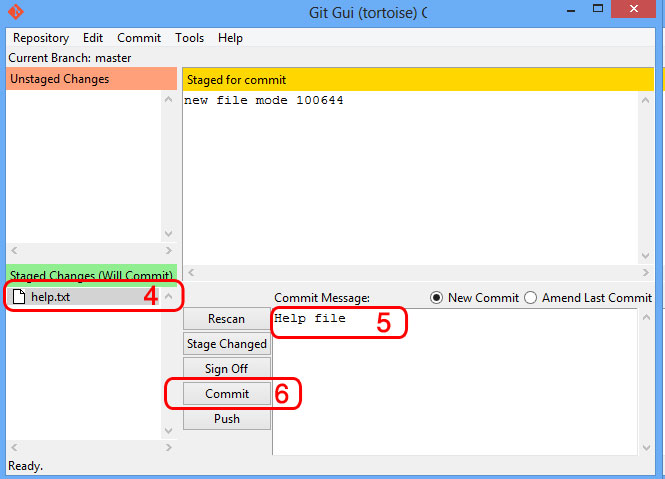 Git Gui (tortoise) C
Repository Edit Commit Tools Help
Current Branch: master
Unstaged Changes
Staged for commit
new file mode 100644
Staged Changes (Will Commit)
help.txt 4
Commit Message: New Commit Amend Last Commit
Rescan
Help file 5
Stage Changed
Sign Off
Commit 6
Push
Ready.